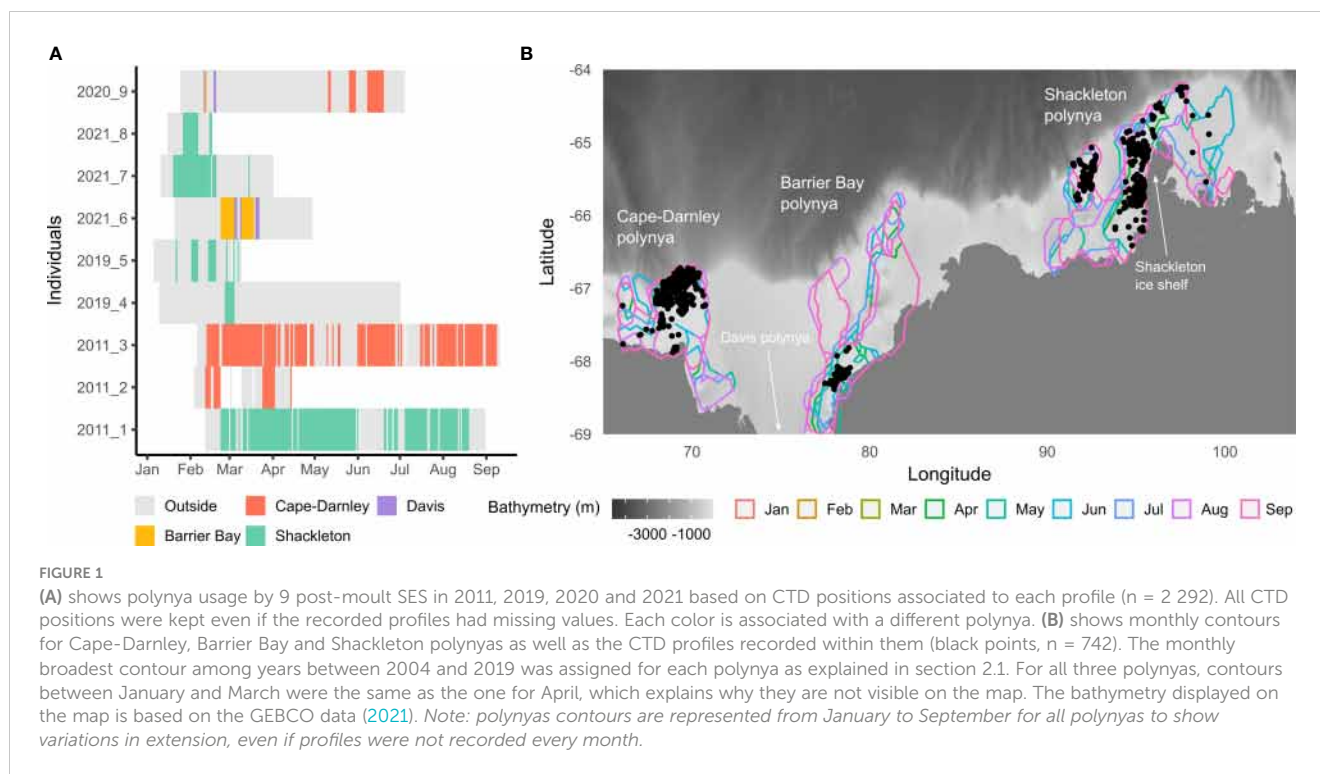 A
B
Individuals
2020_9
2021_8
2021_7
2021_6
2019_5
2019_4
2011_3
2011_2
2011_1
Jan Feb Mar Apr May Jun Jul Aug Sep
Outside Cape-Darnley Davis
Barrier Bay Shackleton
Latitude
-64
-65
-66
-67
-68
-69
Shackleton
polynya
Barrier Bay
polynya
Cape-Darnley
polynya
Shackleton
ice shelf
Davis polynya
70 80 90 100
Longitude
Bathymetry (m) -3000 -1000 Jan Feb Mar Apr May Jun Jul Aug Sep
FIGURE 1
(A) shows polynya usage by 9 post-moult SES in 2011, 2019, 2020 and 2021 based on CTD positions associated to each profile (n = 2 292). All CTD
positions were kept even if the recorded profiles had missing values. Each color is associated with a different polynya. (B) shows monthly contours
for Cape-Darnley, Barrier Bay and Shackleton polynyas as well as the CTD profiles recorded within them (black points, n = 742). The monthly
broadest contour among years between 2004 and 2019 was assigned for each polynya as explained in section 2.1. For all three polynyas, contours
between January and March were the same as the one for April, which explains why they are not visible on the map. The bathymetry displayed on
the map is based on the GEBCO data (2021). Note: polynyas contours are represented from January to September for all polynyas to show
variations in extension, even if profiles were not recorded every month.